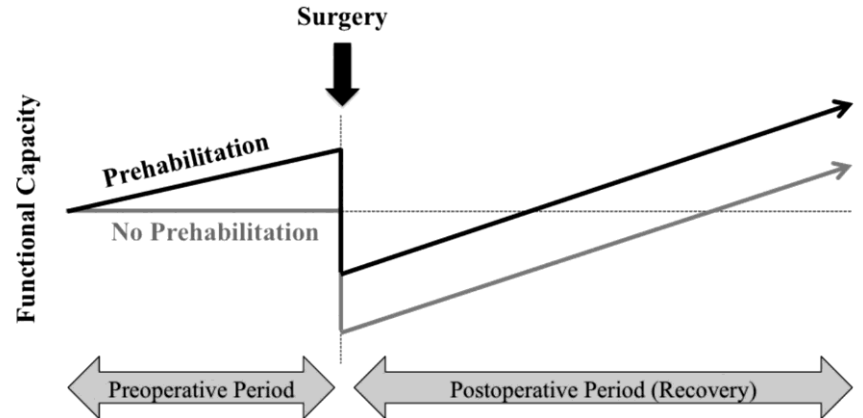 Surgery
Functional Capacity
Prehabilitation
No Prehabilitation
Preoperative Period
Postoperative Period (Recovery)